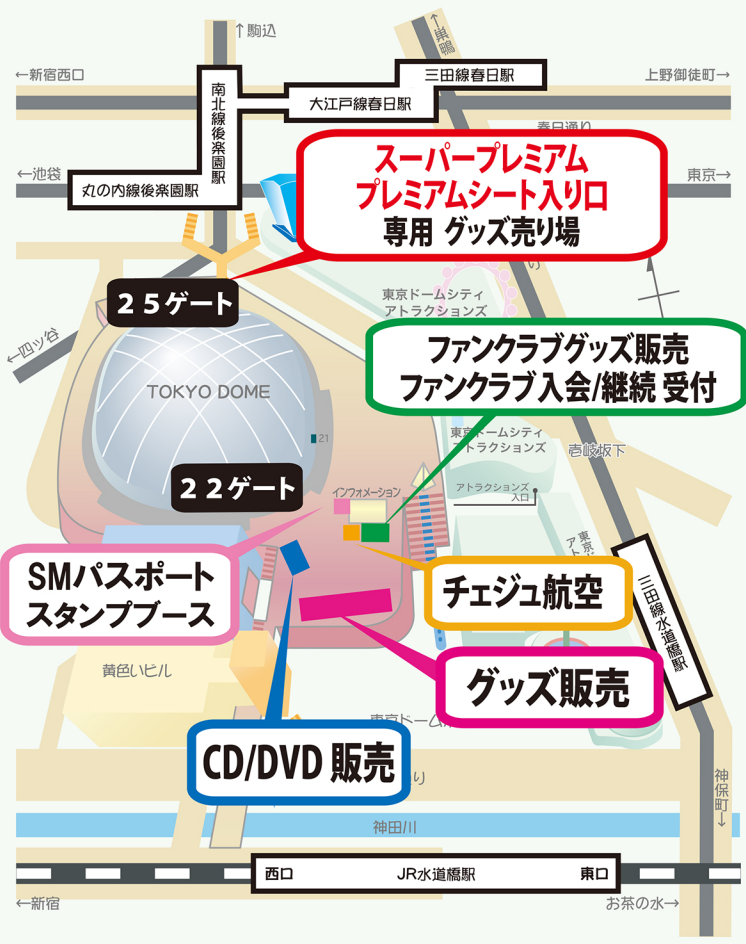 ↑駒込
↑巣鴨
←新宿西口
三田線春日駅
上野御徒町→
大江戸線春日駅
南北線後楽園駅
春日通り
←池袋
丸の内線後楽園駅
東京→
スーパープレミアム
プレミアムシート入り口
専用 グッズ売り場
25ゲート
東京ドームシティ
アトラクションズ
←四ツ谷
ファンクラブグッズ販売
ファンクラブ入会/継続 受付
TOKYO DOME
21
東京ドームシティ
アトラクションズ
壱岐坂下
22ゲート
インフォメーション
アトラクションズ
入口
SMパスポート
スタンプブース
チェジュ航空
三田線水道橋駅
黄色いビル
グッズ販売
東京ドーム
CD/DVD 販売
り
神保町→
神田川
西口
JR水道橋駅
東口
←新宿
お茶の水→